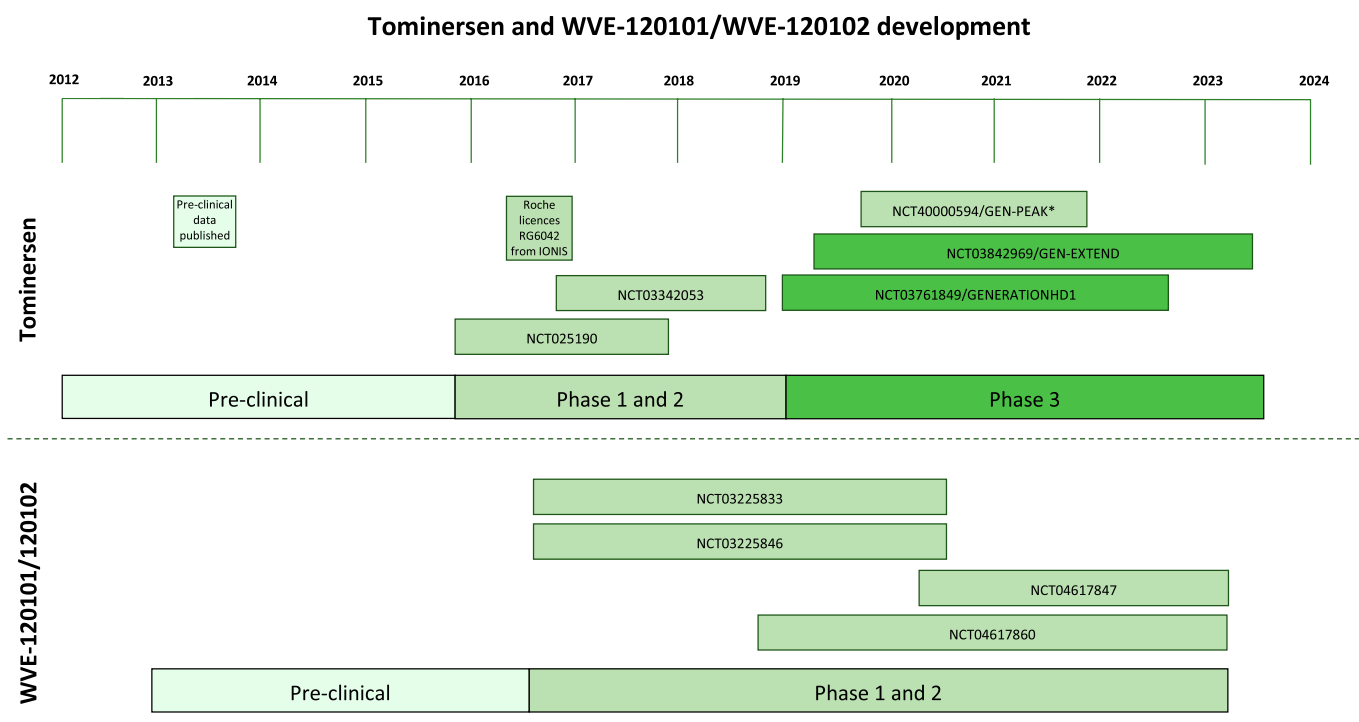 Tominersen and WVE-120101/WVE-120102 development
2012 2013 2014 2015 2016 2017 2018 2019 2020 2021 2022 2023 2024
Tominersen
Pre-clinical
data
published
Roche
licences
RG6042
from IONIS
NCT40000594/GEN-PEAK*
NCT03842969/GEN-EXTEND
NCT03342053
NCT03761849/GENERATIONHD1
NCT025190
Pre-clinical
Phase 1 and 2
Phase 3
WVE-120101/120102
NCT03225833
NCT03225846
NCT04617847
NCT04617860
Pre-clinical
Phase 1 and 2